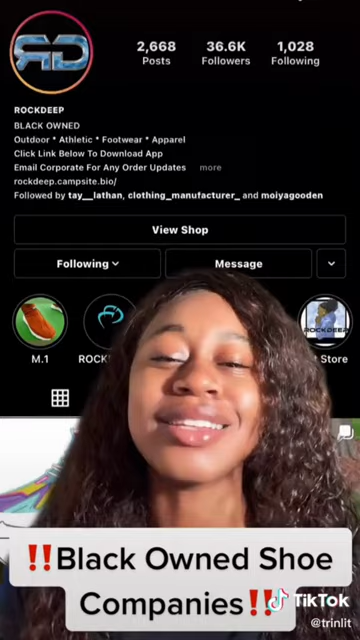 RD
2,668 36.6K 1,028
Posts Followers Following
ROCKDEEP
BLACK OWNED
Outdoor * Athletic * Footwear * Apparel
Click Link Below To Download App
Email Corporate For Any Order Updates more
rockdeep.campsite.bio/
Followed by tay__lathan, clothing_manufacturer_ and moiyagooden
View Shop
Following Message
ROCKDEEP
M.1 Store
‼️Black Owned Shoe
Companies‼️
TikTok
@trinlit